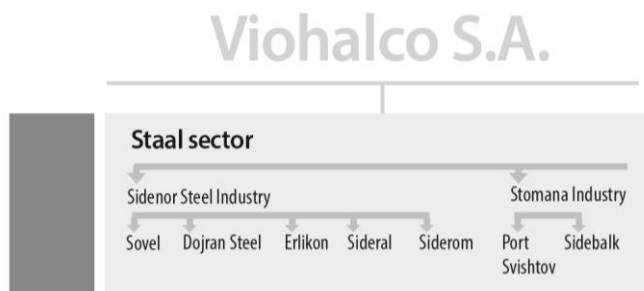 Viohalco S.A.
Staal sector
Sidenor Steel Industry Stomana Industry
Sovel Dojran Steel Erlikon Sideral Siderom Port Sidebalk
Svishtov